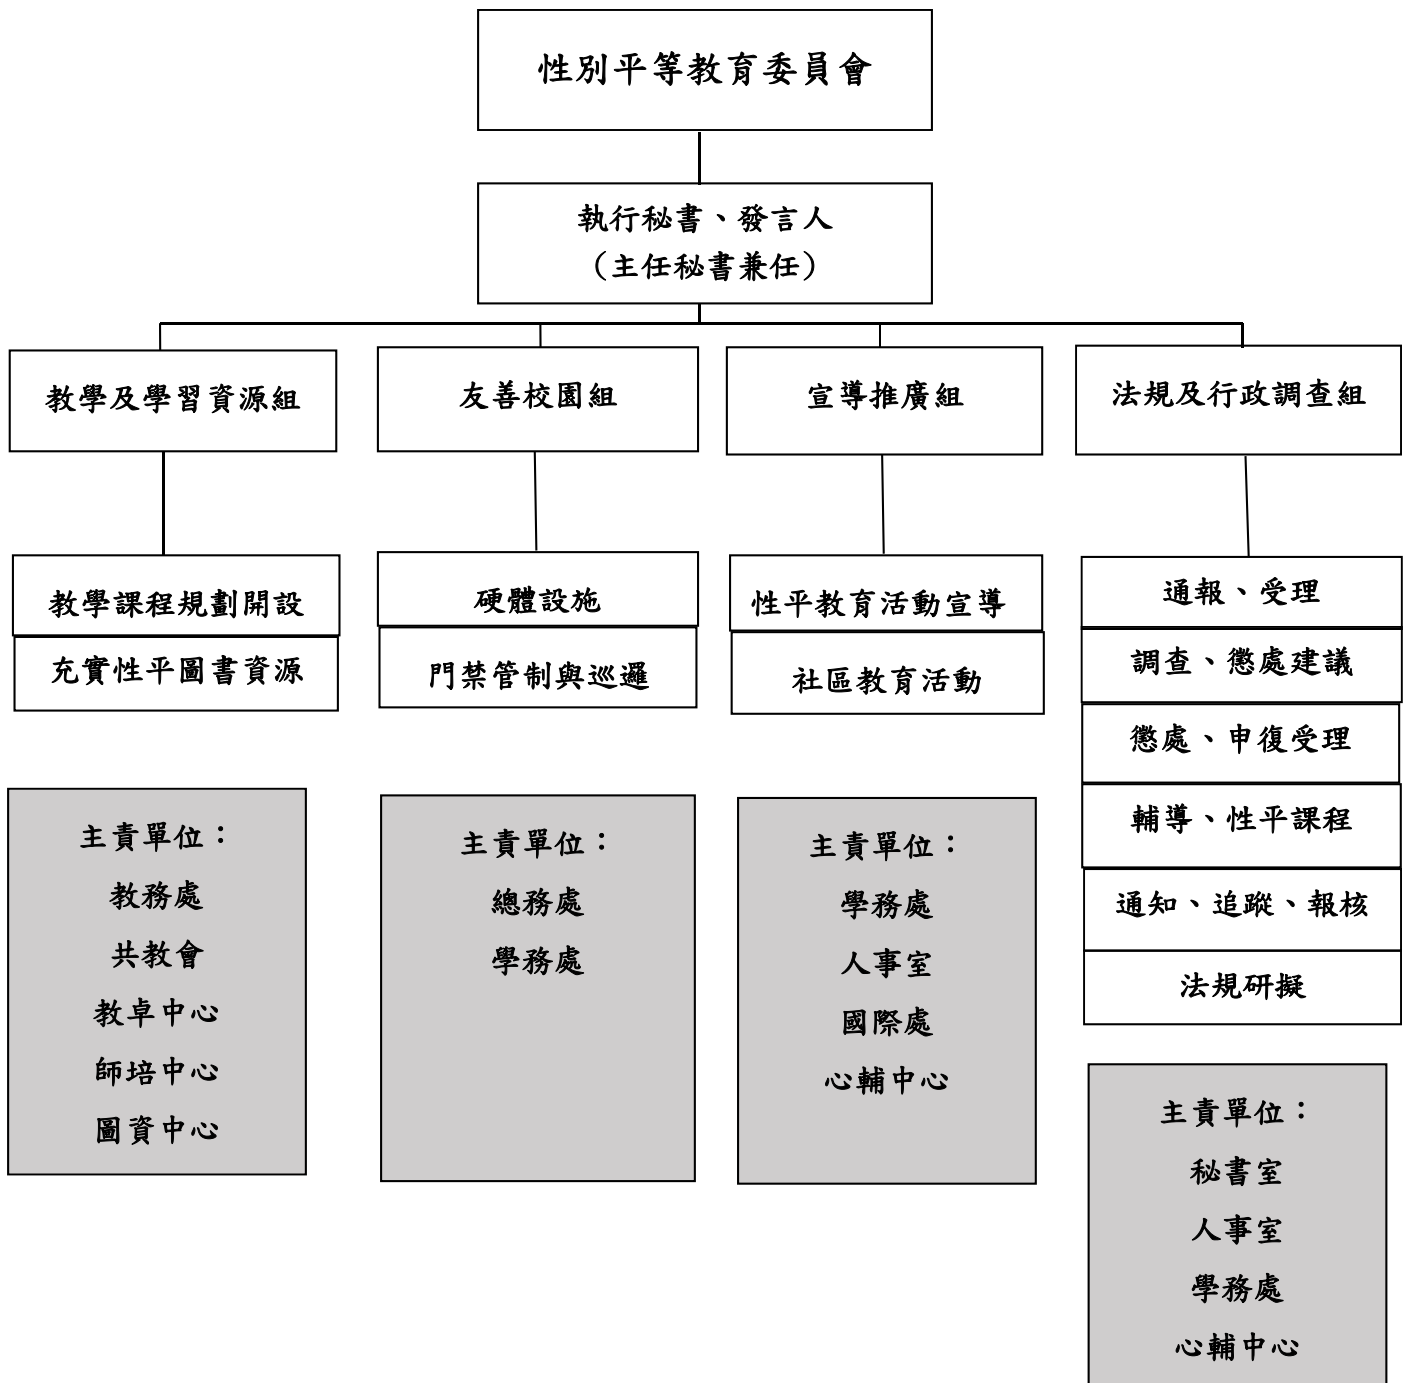 性別平等教育委員會
執行秘書、發言人
（主任秘書兼任）
教學及學習資源組
友善校園組
宣導推廣組
法規及行政調查組
教學課程規劃開設
充實性平圖書資源
硬體設施
門禁管制與巡邏
性平教育活動宣導
社區教育活動
通報、受理
調查、懲處建議
懲處、申復受理
輔導、性平課程
通知、追蹤、報核
法規研擬
主責單位：
教務處
共教會
教卓中心
師培中心
圖資中心
主責單位：
總務處
學務處
主責單位：
學務處
人事室
國際處
心輔中心
主責單位：
秘書室
人事室
學務處
心輔中心